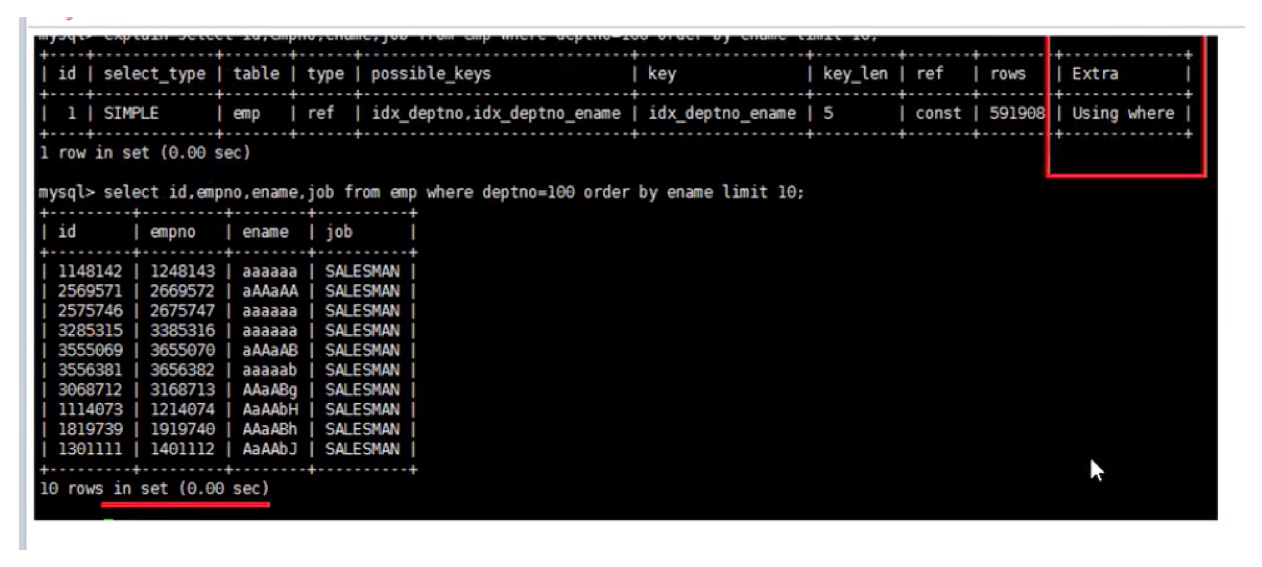 mysql> explain select id,empno,ename,job from emp where deptno=100 order by ename limit 10;
+----+-------------+-------+------+---------------------------+------------------+---------+-------+--------+-------------+
| id | select_type | table | type | possible_keys | key | key_len | ref | rows | Extra |
+----+-------------+-------+------+---------------------------+------------------+---------+-------+--------+-------------+
| 1 | SIMPLE | emp | ref | idx_deptno,idx_deptno_ename | idx_deptno_ename | 5 | const | 591908 | Using where |
+----+-------------+-------+------+---------------------------+------------------+---------+-------+--------+-------------+
1 row in set (0.00 sec)
mysql> select id,empno,ename,job from emp where deptno=100 order by ename limit 10;
+---------+---------+--------+----------+
| id | empno | ename | job |
+---------+---------+--------+----------+
| 1148142 | 1248143 | aaaaaa | SALESMAN |
| 2569571 | 2669572 | aAAaAA | SALESMAN |
| 2575746 | 2675747 | aaaaaa | SALESMAN |
| 3285315 | 3385316 | aaaaaa | SALESMAN |
| 3555069 | 3655070 | aAAaAB | SALESMAN |
| 3556381 | 3656382 | aaaaab | SALESMAN |
| 3068712 | 3168713 | AAaABg | SALESMAN |
| 1114073 | 1214074 | AaAAbH | SALESMAN |
| 1819739 | 1919740 | AAaABh | SALESMAN |
| 1301111 | 1401112 | AaAAbJ | SALESMAN |
+---------+---------+--------+----------+
10 rows in set (0.00 sec)